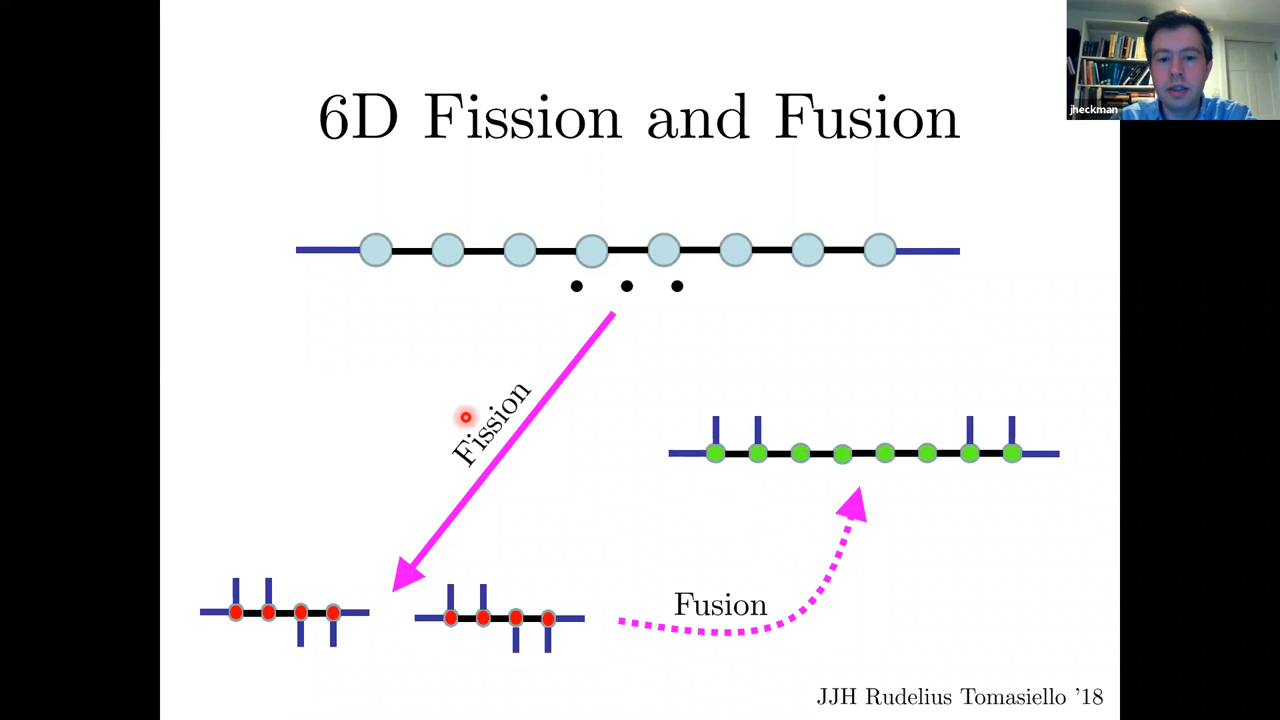 jheckman
6D Fission and Fusion
Fission
Fusion
JJH Rudelius Tomasiello '18